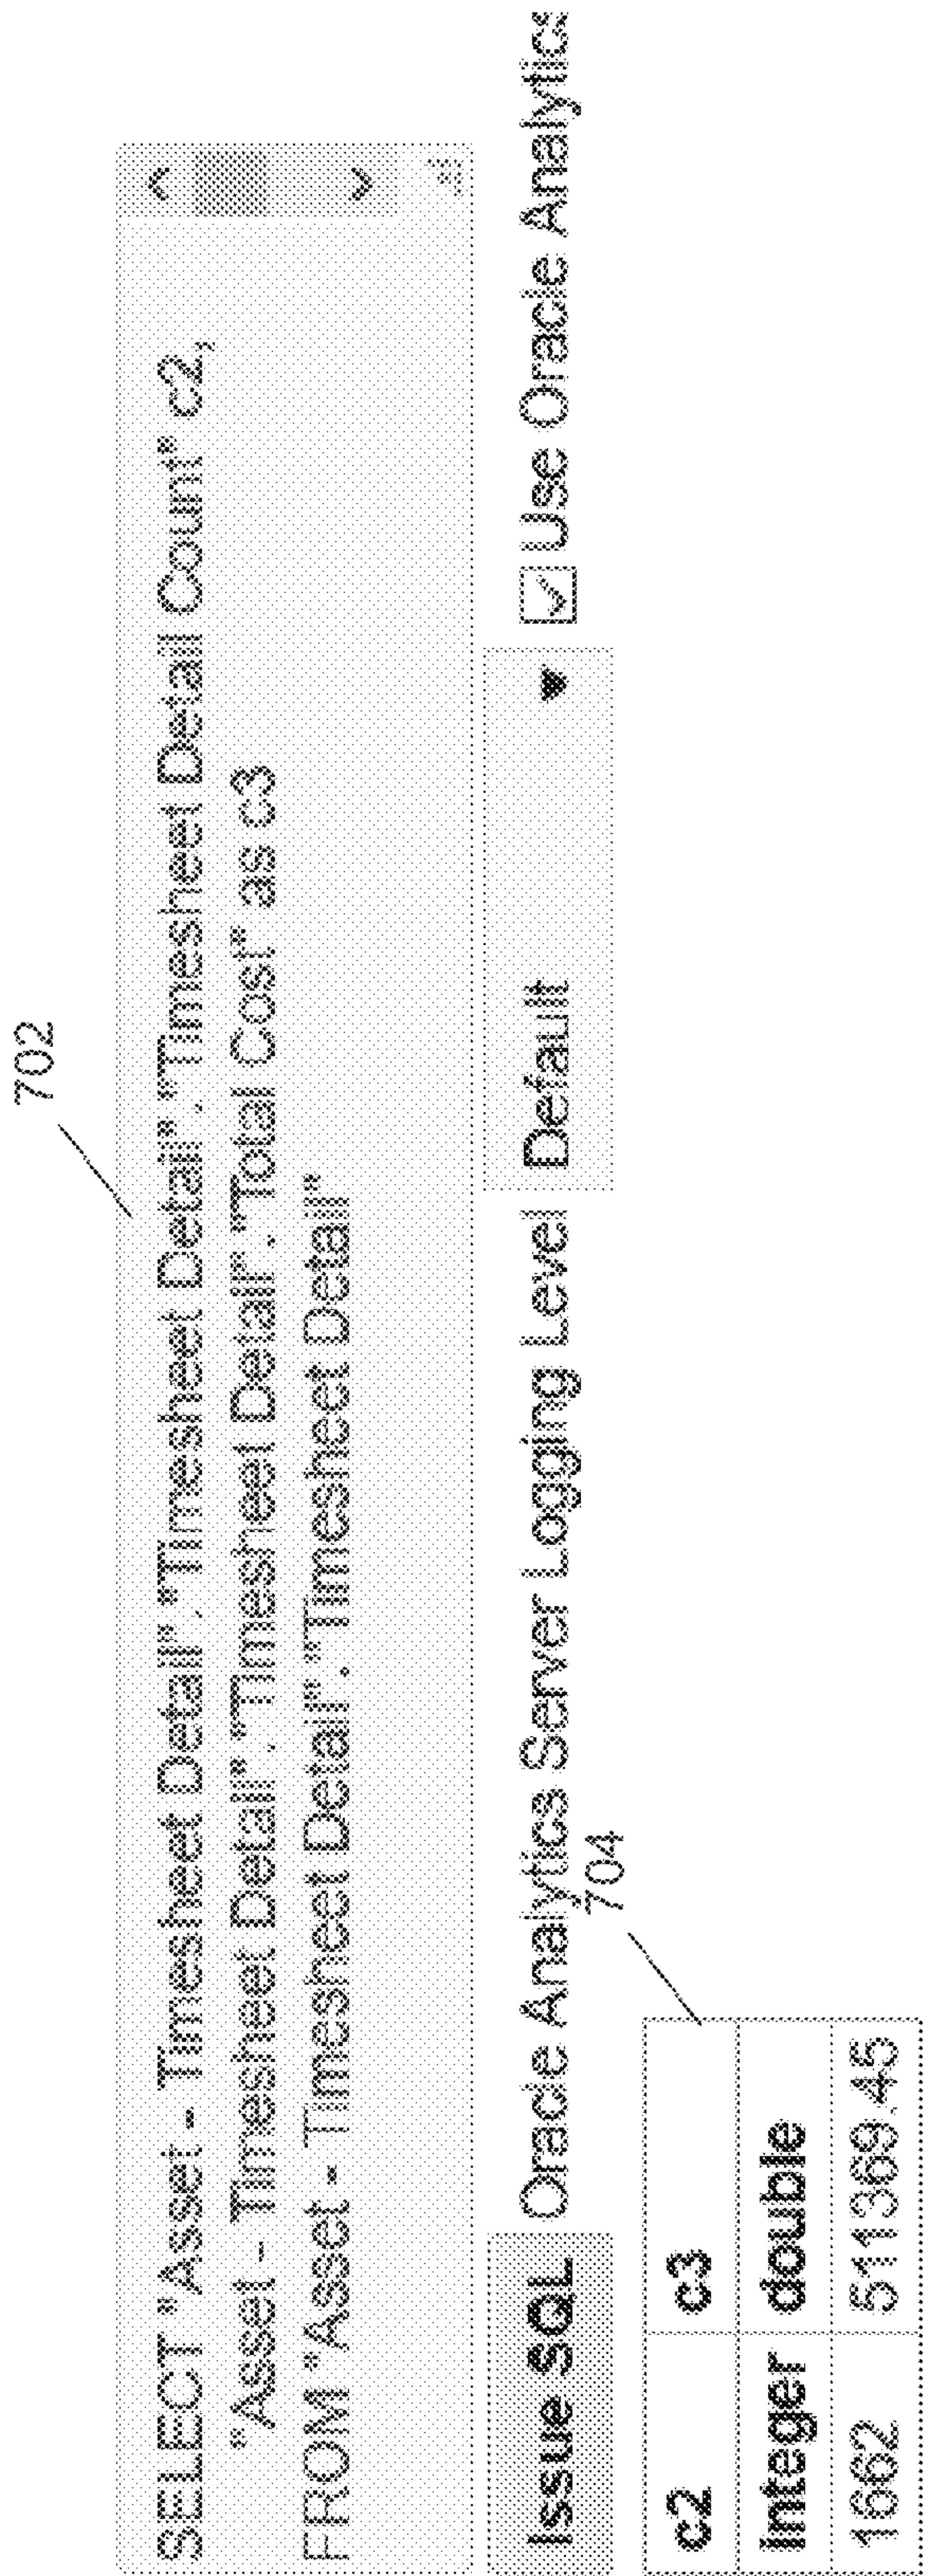 702
SELECT "Asset - Timesheet Detail"."Timesheet Detail"."Timesheet Detail Count" c2,
"Asset - Timesheet Detail"."Timesheet Detail"."Total Cost" as c3
FROM "Asset - Timesheet Detail"."Timesheet Detail"
Issue SQL Oracle Analytics Server Logging Level Default Use Oracle Analytics
704
c2 c3
integer double
1662 511369.45